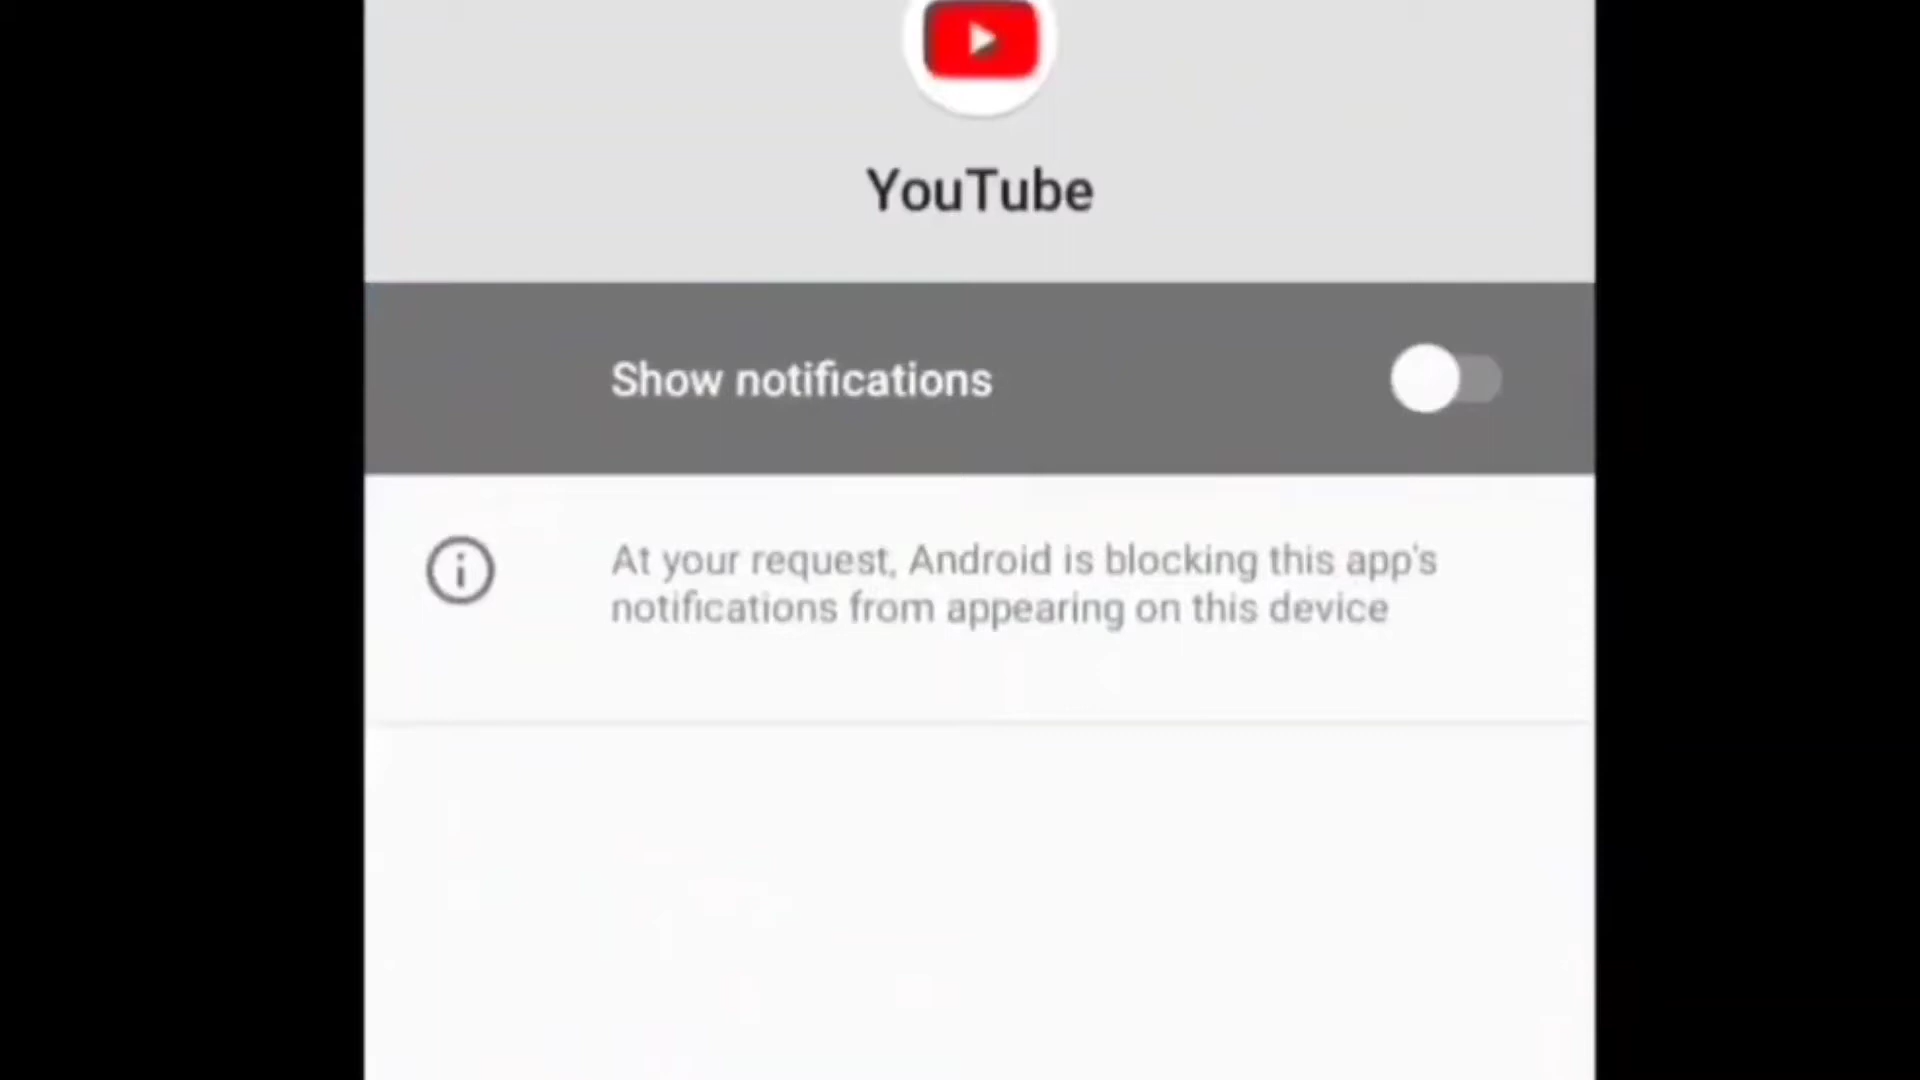 YouTube
Show notifications
At your request, Android is blocking this app's
notifications from appearing on this device